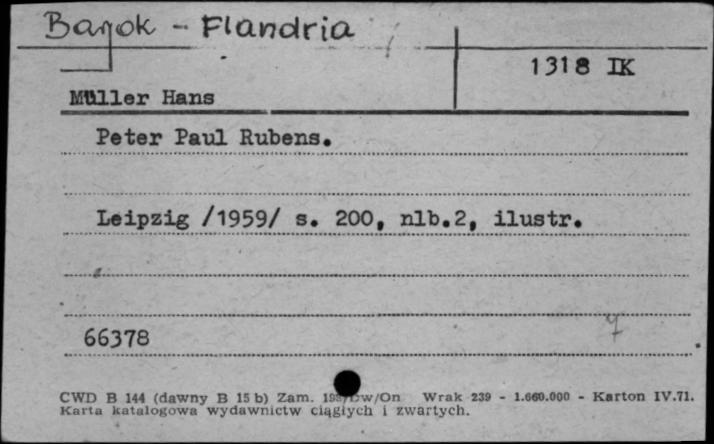 Barok - Flandria
1318 IK
Müller Hans
Peter Paul Rubens.
Leipzig /1959/ s. 200, nlb.2, ilustr.
66378
CWD B 144 (dawny B 15 b) Zam. Dw/On Wrak 239 - 1.660.000 - Karton IV.71.
Karta katalogowa wydawnictw ciągłych i zwartych.